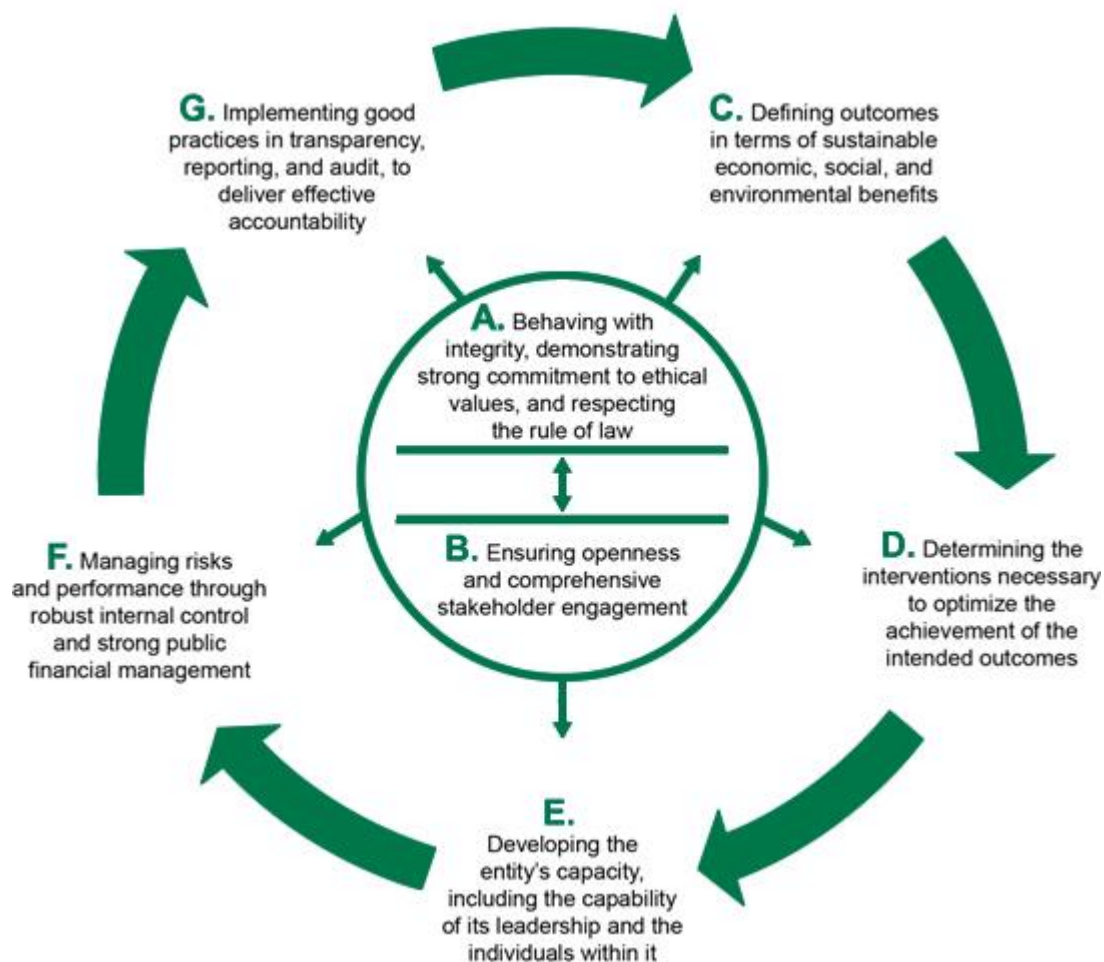 G. Implementing good
practices in transparency,
reporting, and audit, to
deliver effective
accountability
C. Defining outcomes
in terms of sustainable
economic, social, and
environmental benefits
A. Behaving with
integrity, demonstrating
strong commitment to ethical
values, and respecting
the rule of law
B. Ensuring openness
and comprehensive
stakeholder engagement
F. Managing risks
and performance through
robust internal control
and strong public
financial management
D. Determining the
interventions necessary
to optimize the
achievement of the
intended outcomes
E.
Developing the
entity's capacity,
including the capability
of its leadership and the
individuals within it